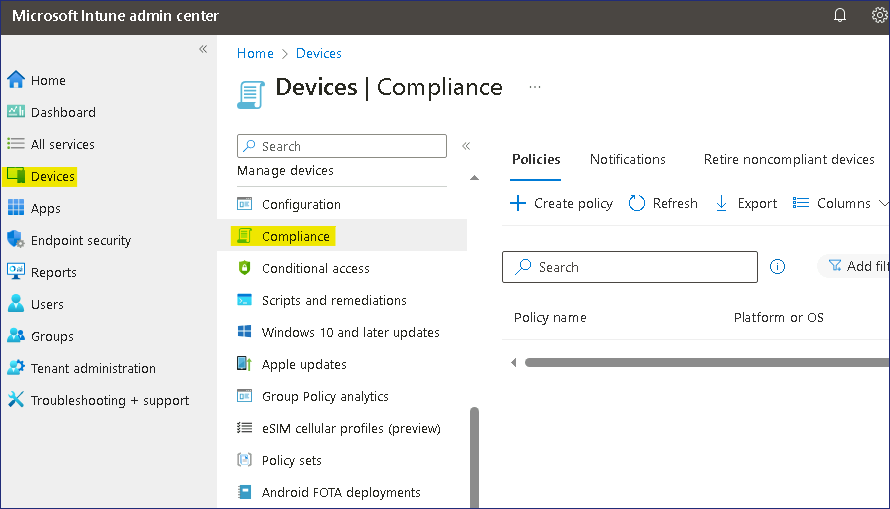 Microsoft Intune admin center
Home
Dashboard
All services
Devices
Apps
Endpoint security
Reports
Users
Groups
Tenant administration
Troubleshooting + support
Home > Devices
Devices | Compliance
Search
Manage devices
Configuration
Compliance
Conditional access
Scripts and remediations
Windows 10 and later updates
Apple updates
Group Policy analytics
eSIM cellular profiles (preview)
Policy sets
Android FOTA deployments
Policies Notifications Retire noncompliant devices
Create policy Refresh Export Columns
Search Add filt
Policy name Platform or OS